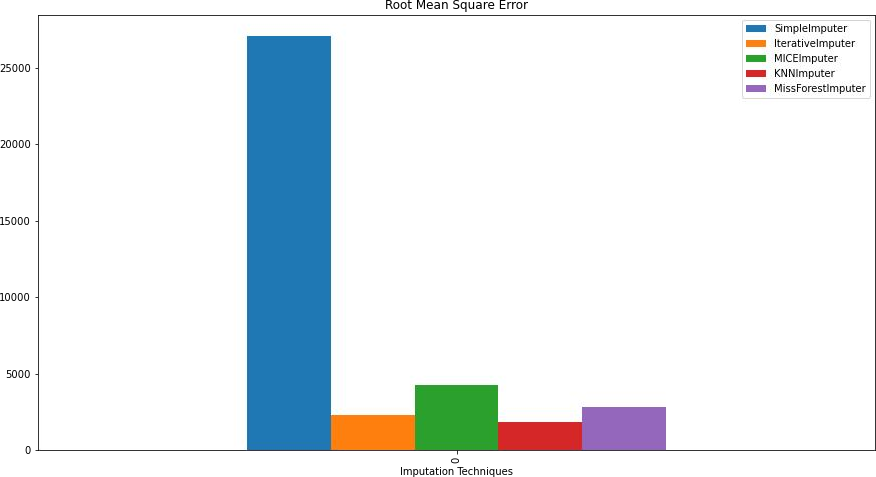 Root Mean Square Error
SimpleImputer
IterativeImputer
MICEImputer
KNNImputer
MissForestImputer
25000
20000
15000
10000
5000
0
0
Imputation Techniques